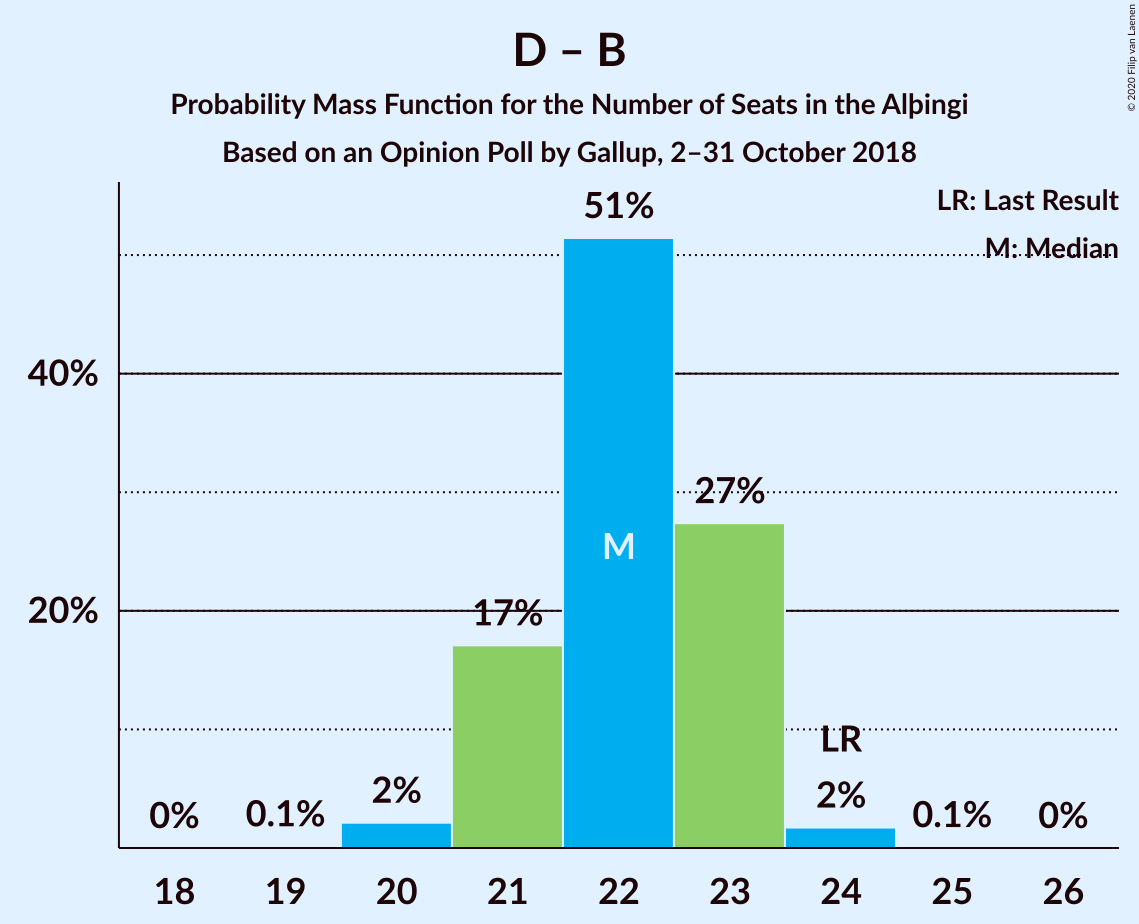 D – B
Probability Mass Function for the Number of Seats in the Alþingi
Based on an Opinion Poll by Gallup, 2–31 October 2018
© 2020 Filip van Laenen
LR: Last Result
M: Median
51%
40%
27%
M
20%
17%
LR
2%
2%
0%
0.1%
0.1%
0%
18 19 20 21 22 23 24 25 26